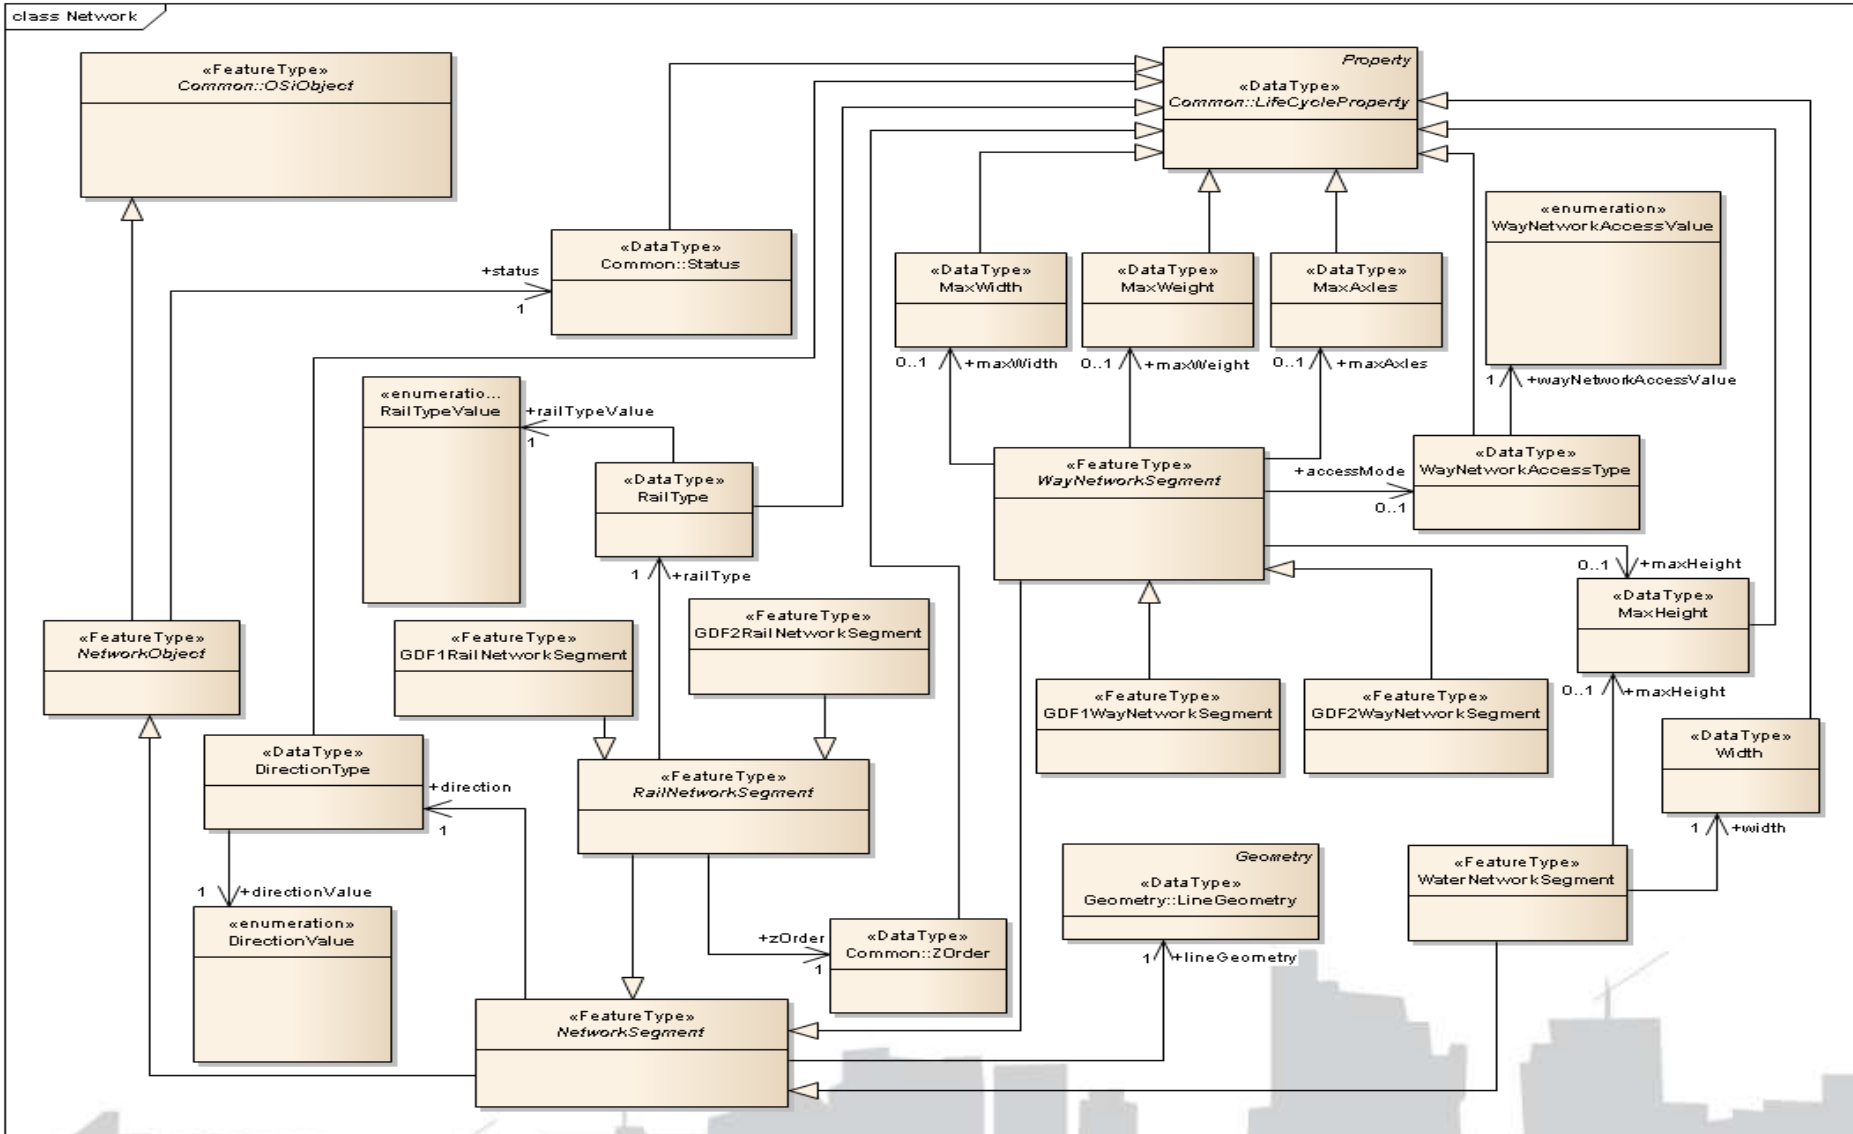 class Network
«FeatureType»
Common::OSiObject
Property
«DataType»
Common::LifeCycleProperty
«enumeration»
WayNetworkAccessValue
«DataType»
Common::Status
+status
1
«DataType»
MaxWidth
«DataType»
MaxWeight
«DataType»
MaxAxles
0..1
+maxWidth
0..1
+maxWeight
0..1
+maxAxles
1
+wayNetworkAccessValue
«enumeratio...
RailTypeValue
+railTypeValue
1
«DataType»
RailType
«FeatureType»
WayNetworkSegment
+accessMode
0..1
«DataType»
WayNetworkAccessType
1
+railType
0..1
+maxHeight
«DataType»
MaxHeight
«FeatureType»
NetworkObject
«FeatureType»
GDF1RailNetworkSegment
«FeatureType»
GDF2RailNetworkSegment
«FeatureType»
GDF1WayNetworkSegment
«FeatureType»
GDF2WayNetworkSegment
0..1
+maxHeight
«DataType»
Width
«DataType»
DirectionType
+direction
1
«FeatureType»
RailNetworkSegment
1
+width
1
+directionValue
«enumeration»
DirectionValue
Geometry
«DataType»
Geometry::LineGeometry
«FeatureType»
WaterNetworkSegment
+zOrder
1
«DataType»
Common::ZOrder
1
+lineGeometry
«FeatureType»
NetworkSegment